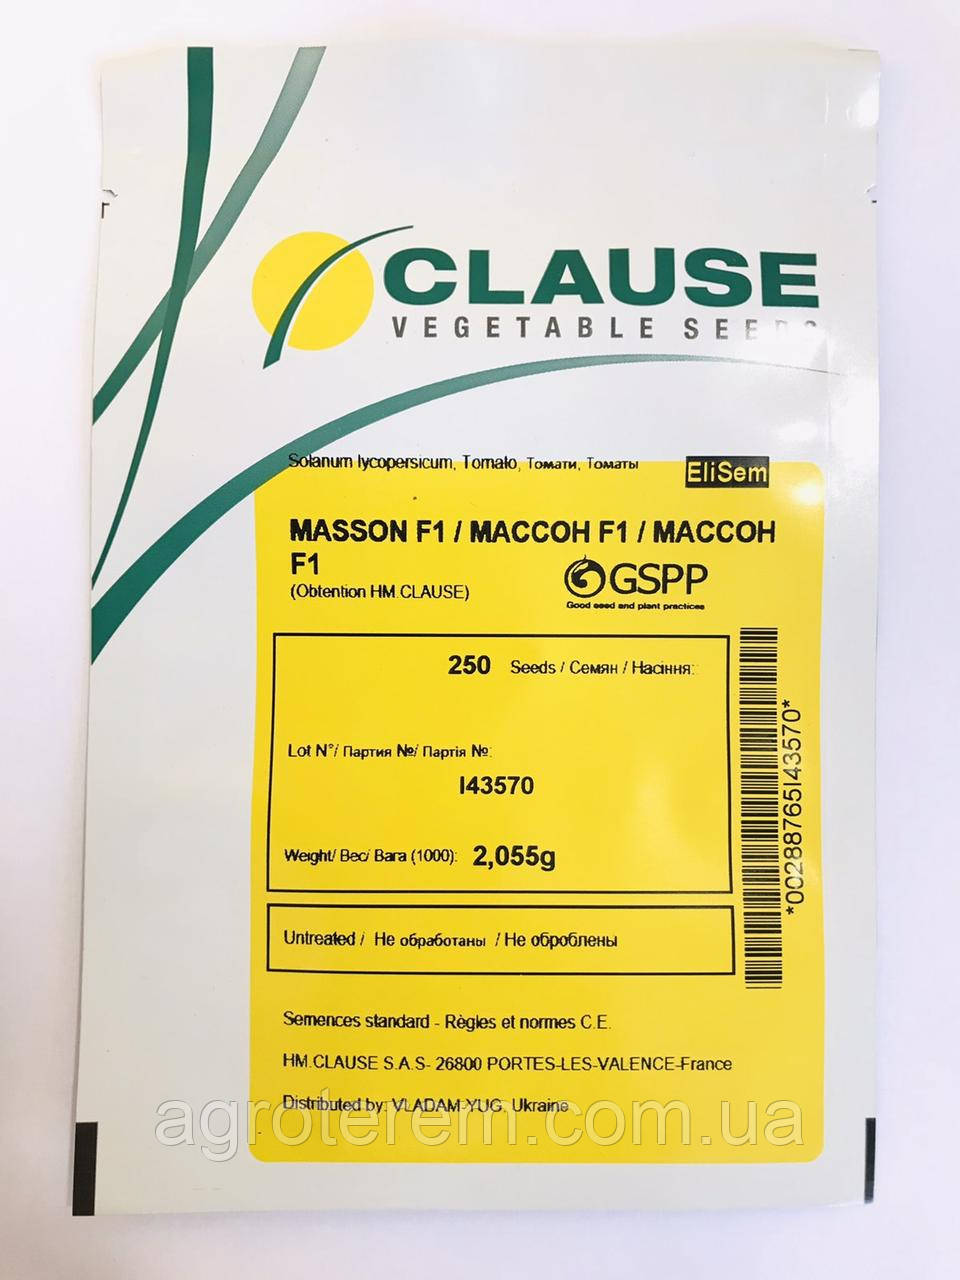 CLAUSE
VEGETABLE SEEDS
Solanum lycopersicum, Tomato, Томати, Томаты
EliSem
MASSON F1 / МАССОН F1 / МАССОН
F1
(Obtention HM.CLAUSE)
GSPP
Good seed and plant practices
250 Seeds / Семян / Насіння:
Lot N°/ Партия №/ Партія №:
I43570
Weight/ Вес/ Вага (1000): 2,055g
*00288765I43570*
Untreated / Не обработаны / Не оброблены
Semences standard - Règles et normes C.E.
HM.CLAUSE S.A.S- 26800 PORTES-LES-VALENCE-France
Distributed by: VLADAM-YUG, Ukraine
agroterem.com.ua